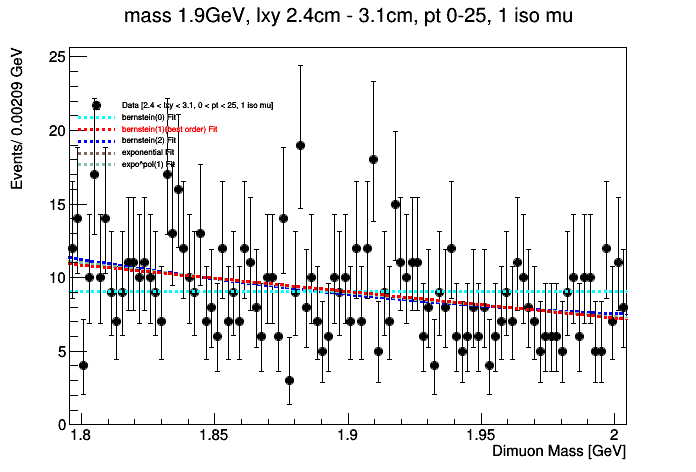 mass 1.9GeV, lxy 2.4cm - 3.1cm, pt 0-25, 1 iso mu
Events/ 0.00209 GeV
25
20
15
10
5
0
Data [2.4 < lxy < 3.1, 0 < pt < 25, 1 iso mu]
bernstein(0) Fit
bernstein(1)(best order) Fit
bernstein(2) Fit
exponential Fit
expo*pol(1) Fit
1.8
1.85
1.9
1.95
2
Dimuon Mass [GeV]